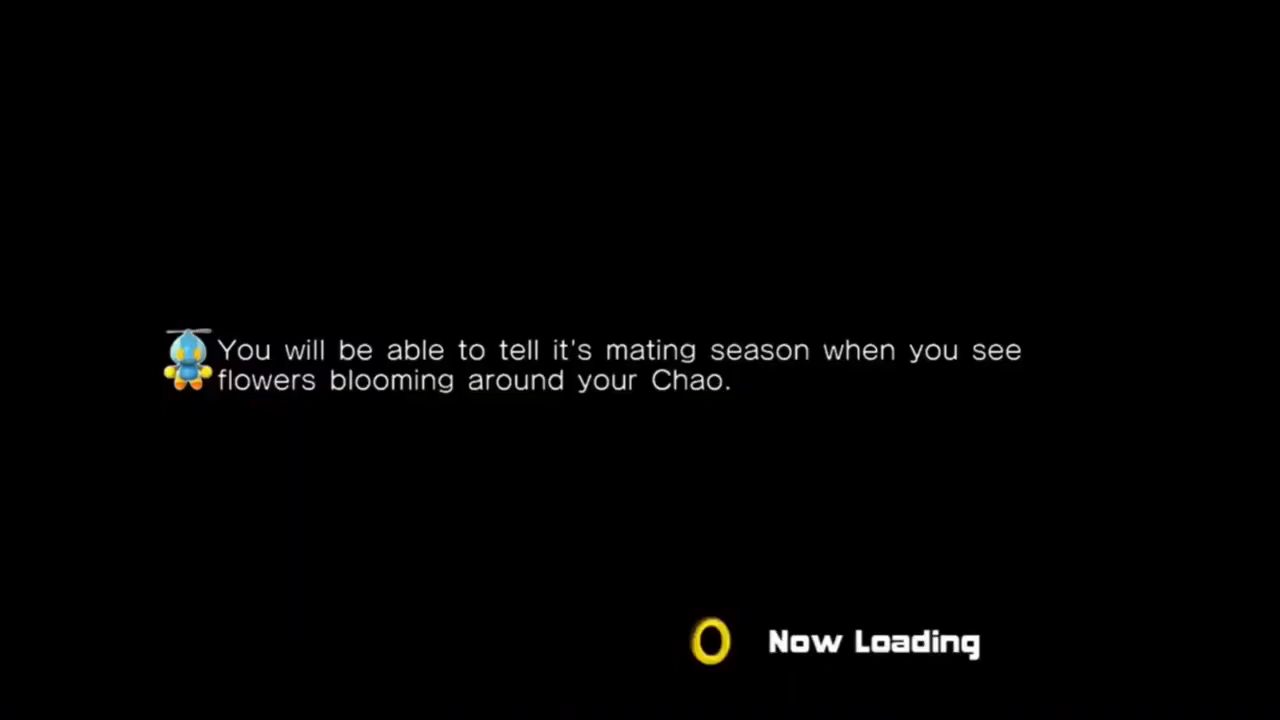 You will be able to tell it's mating season when you see
flowers blooming around your Chao.
Now Loading